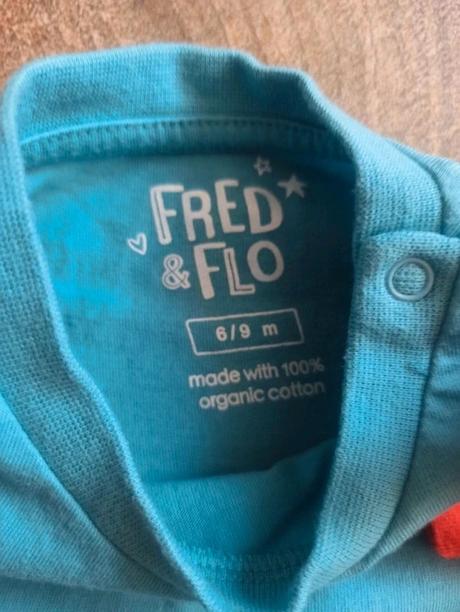 FRED
& FLO
6/9 m
made with 100%
organic cotton